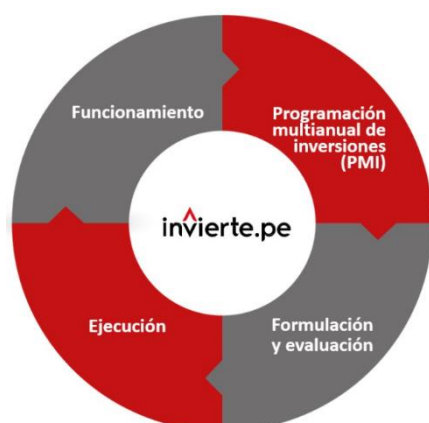 Funcionamiento
Programación
multianual de
inversiones
(PMI)
invierte.pe
Ejecución
Formulación
y evaluación